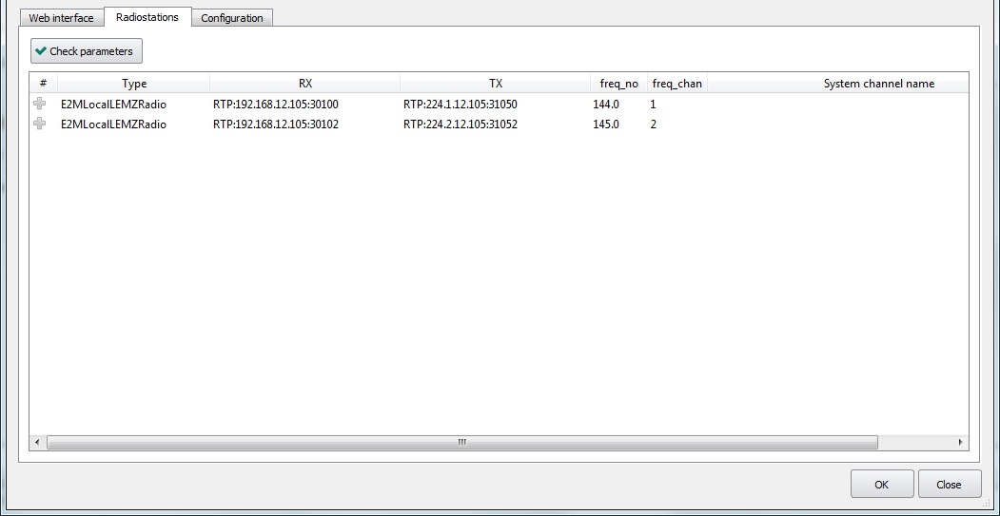 Web interface Radiostations Configuration
Check parameters
# Type RX TX freq_no freq_chan System channel name
E2MLocalLEMZRadio RTP:192.168.12.105:30100 RTP:224.1.12.105:31050 144.0 1
E2MLocalLEMZRadio RTP:192.168.12.105:30102 RTP:224.2.12.105:31052 145.0 2
OK Close